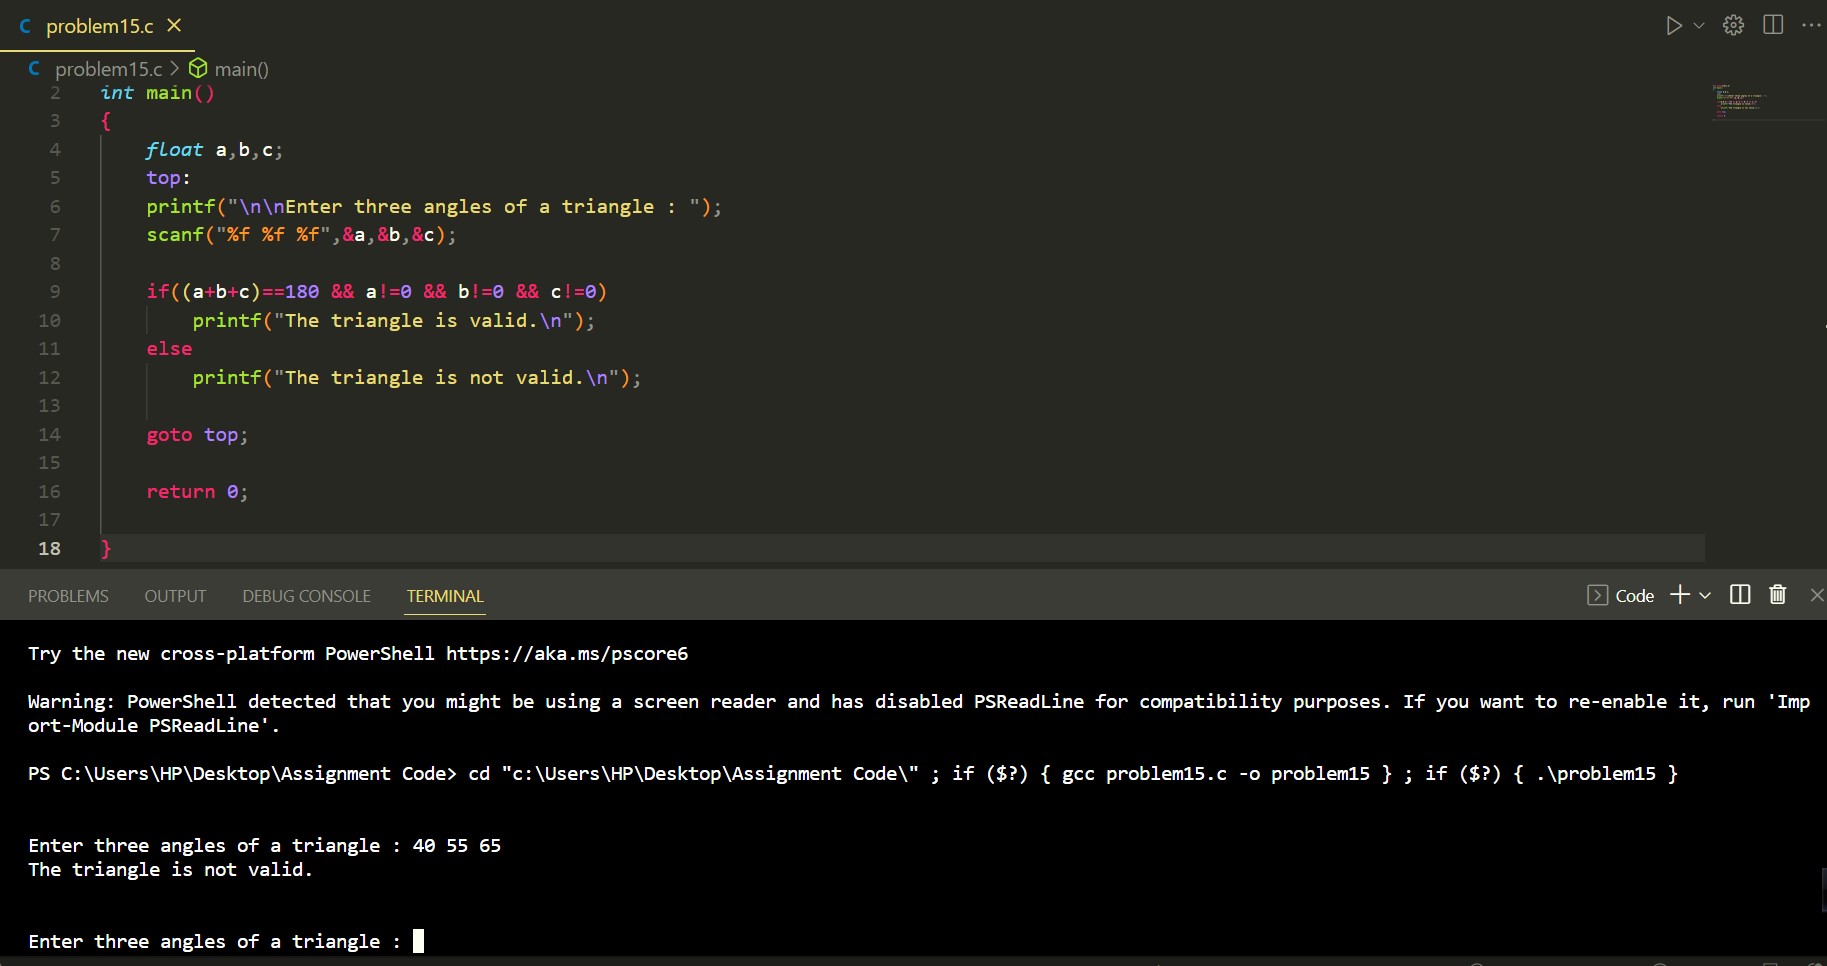 C problem15.c
C problem15.c > main()
2 int main()
3 {
4 float a,b,c;
5 top:
6 printf("\n\nEnter three angles of a triangle : ");
7 scanf("%f %f %f",&a,&b,&c);
8
9 if((a+b+c)==180 && a!=0 && b!=0 && c!=0)
10 printf("The triangle is valid.\n");
11 else
12 printf("The triangle is not valid.\n");
13
14 goto top;
15
16 return 0;
17
18 }
PROBLEMS OUTPUT DEBUG CONSOLE TERMINAL Code
Try the new cross-platform PowerShell https://aka.ms/pscore6
Warning: PowerShell detected that you might be using a screen reader and has disabled PSReadLine for compatibility purposes. If you want to re-enable it, run 'Imp
ort-Module PSReadLine'.
PS C:\Users\HP\Desktop\Assignment Code> cd "c:\Users\HP\Desktop\Assignment Code\" ; if ($?) { gcc problem15.c -o problem15 } ; if ($?) { .\problem15 }
Enter three angles of a triangle : 40 55 65
The triangle is not valid.
Enter three angles of a triangle :